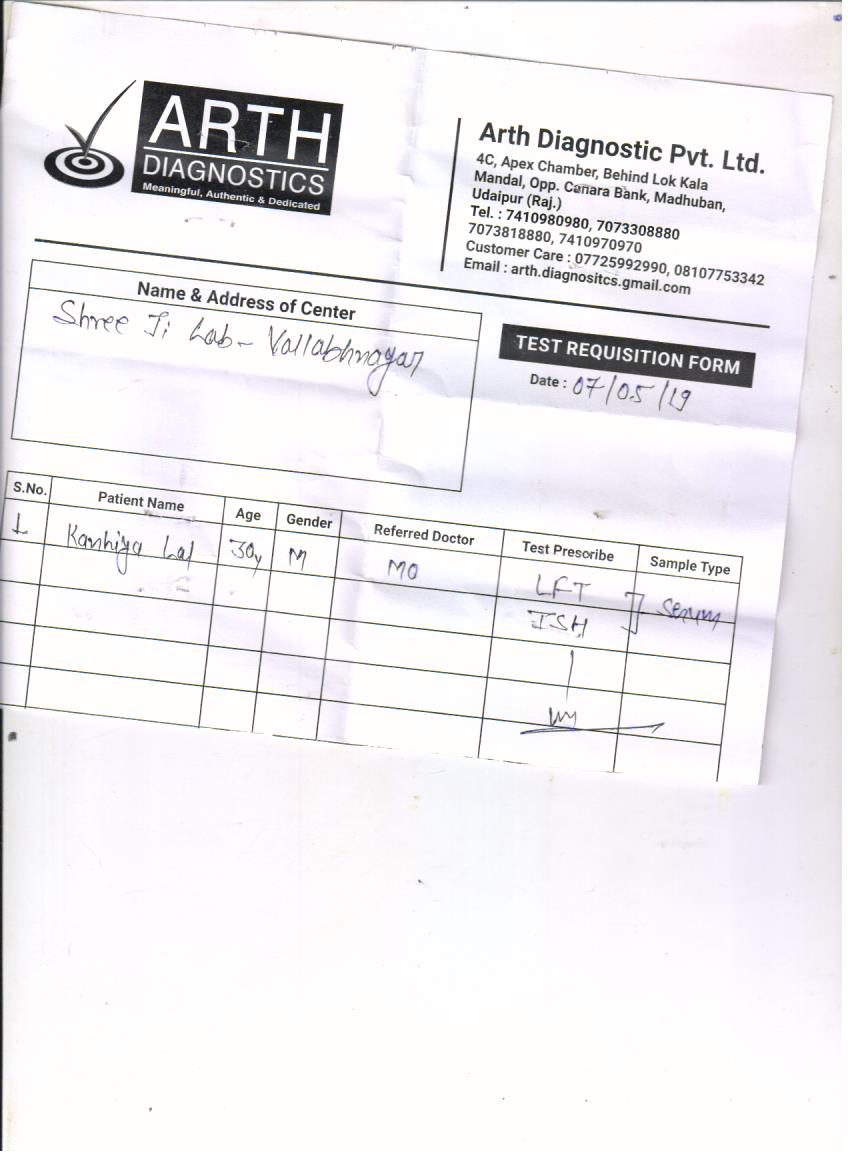 ARTH
DIAGNOSTICS
Meaningful, Authentic & Dedicated
Arth Diagnostic Pvt. Ltd.
4C, Apex Chamber, Behind Lok Kala
Mandal, Opp. Canara Bank, Madhuban,
Udaipur (Raj.)
Tel. : 7410980980, 7073308880
7073818880, 7410970970
Customer Care : 07725992990, 08107753342
Email : arth.diagnositcs.gmail.com
Name & Address of Center
Shree Ji Lab - Vallabhnagar
TEST REQUISITION FORM
Date : 07/05/19
S.No. Patient Name Age Gender Referred Doctor Test Presoribe Sample Type
1 Kanhiya Lal 30y M MO LFT Serum
TSH